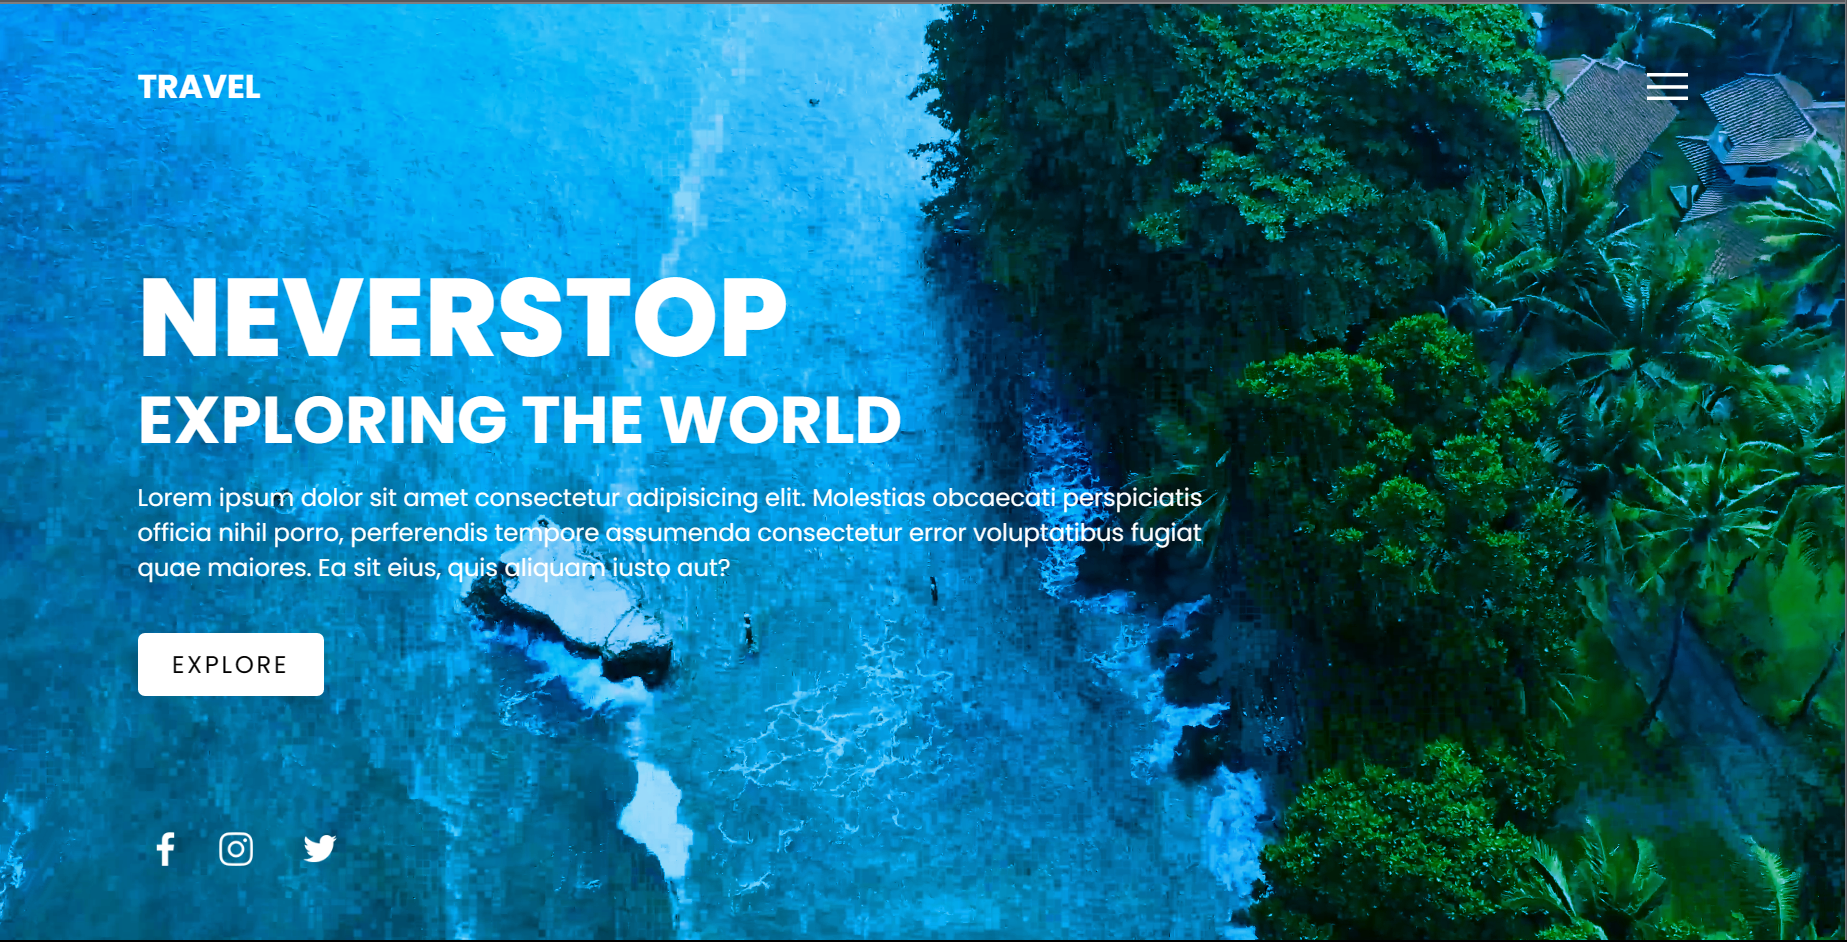 TRAVEL
NEVERSTOP
EXPLORING THE WORLD
Lorem ipsum dolor sit amet consectetur adipisicing elit. Molestias obcaecati perspiciatis
officia nihil porro, perferendis tempore assumenda consectetur error voluptatibus fugiat
quae maiores. Ea sit eius, quis aliquam iusto aut?
EXPLORE